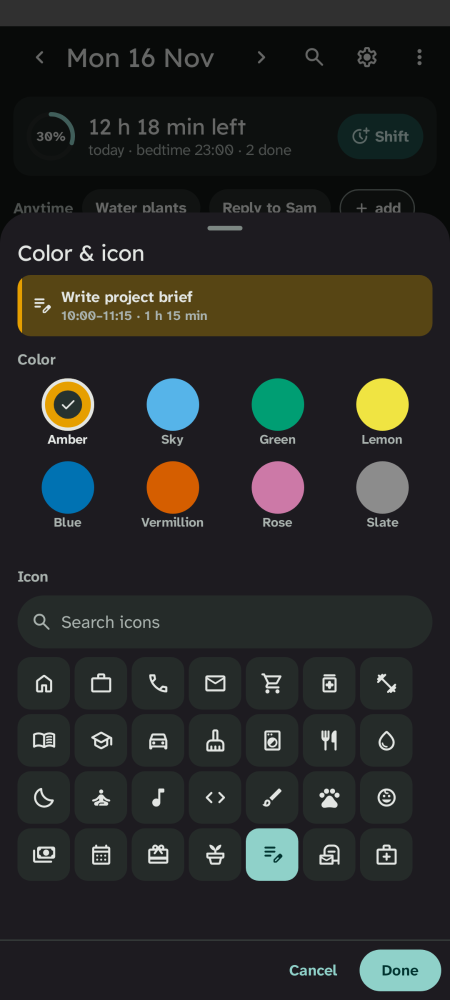 Mon 16 Nov
30%
12 h 18 min left
today · bedtime 23:00 · 2 done
Shift
Anytime
Water plants
Reply to Sam
+ add
Color & icon
Write project brief
10:00–11:15 · 1 h 15 min
Color
Amber
Sky
Green
Lemon
Blue
Vermillion
Rose
Slate
Icon
Search icons
Cancel
Done